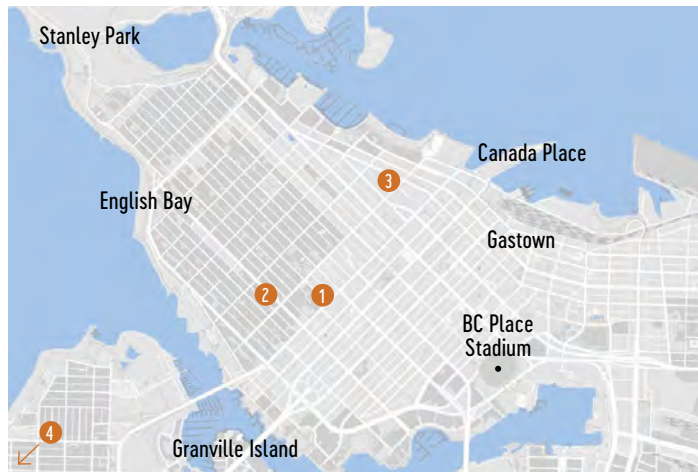 Stanley Park
Canada Place
3
English Bay
Gastown
2
1
BC Place
Stadium
4
Granville Island